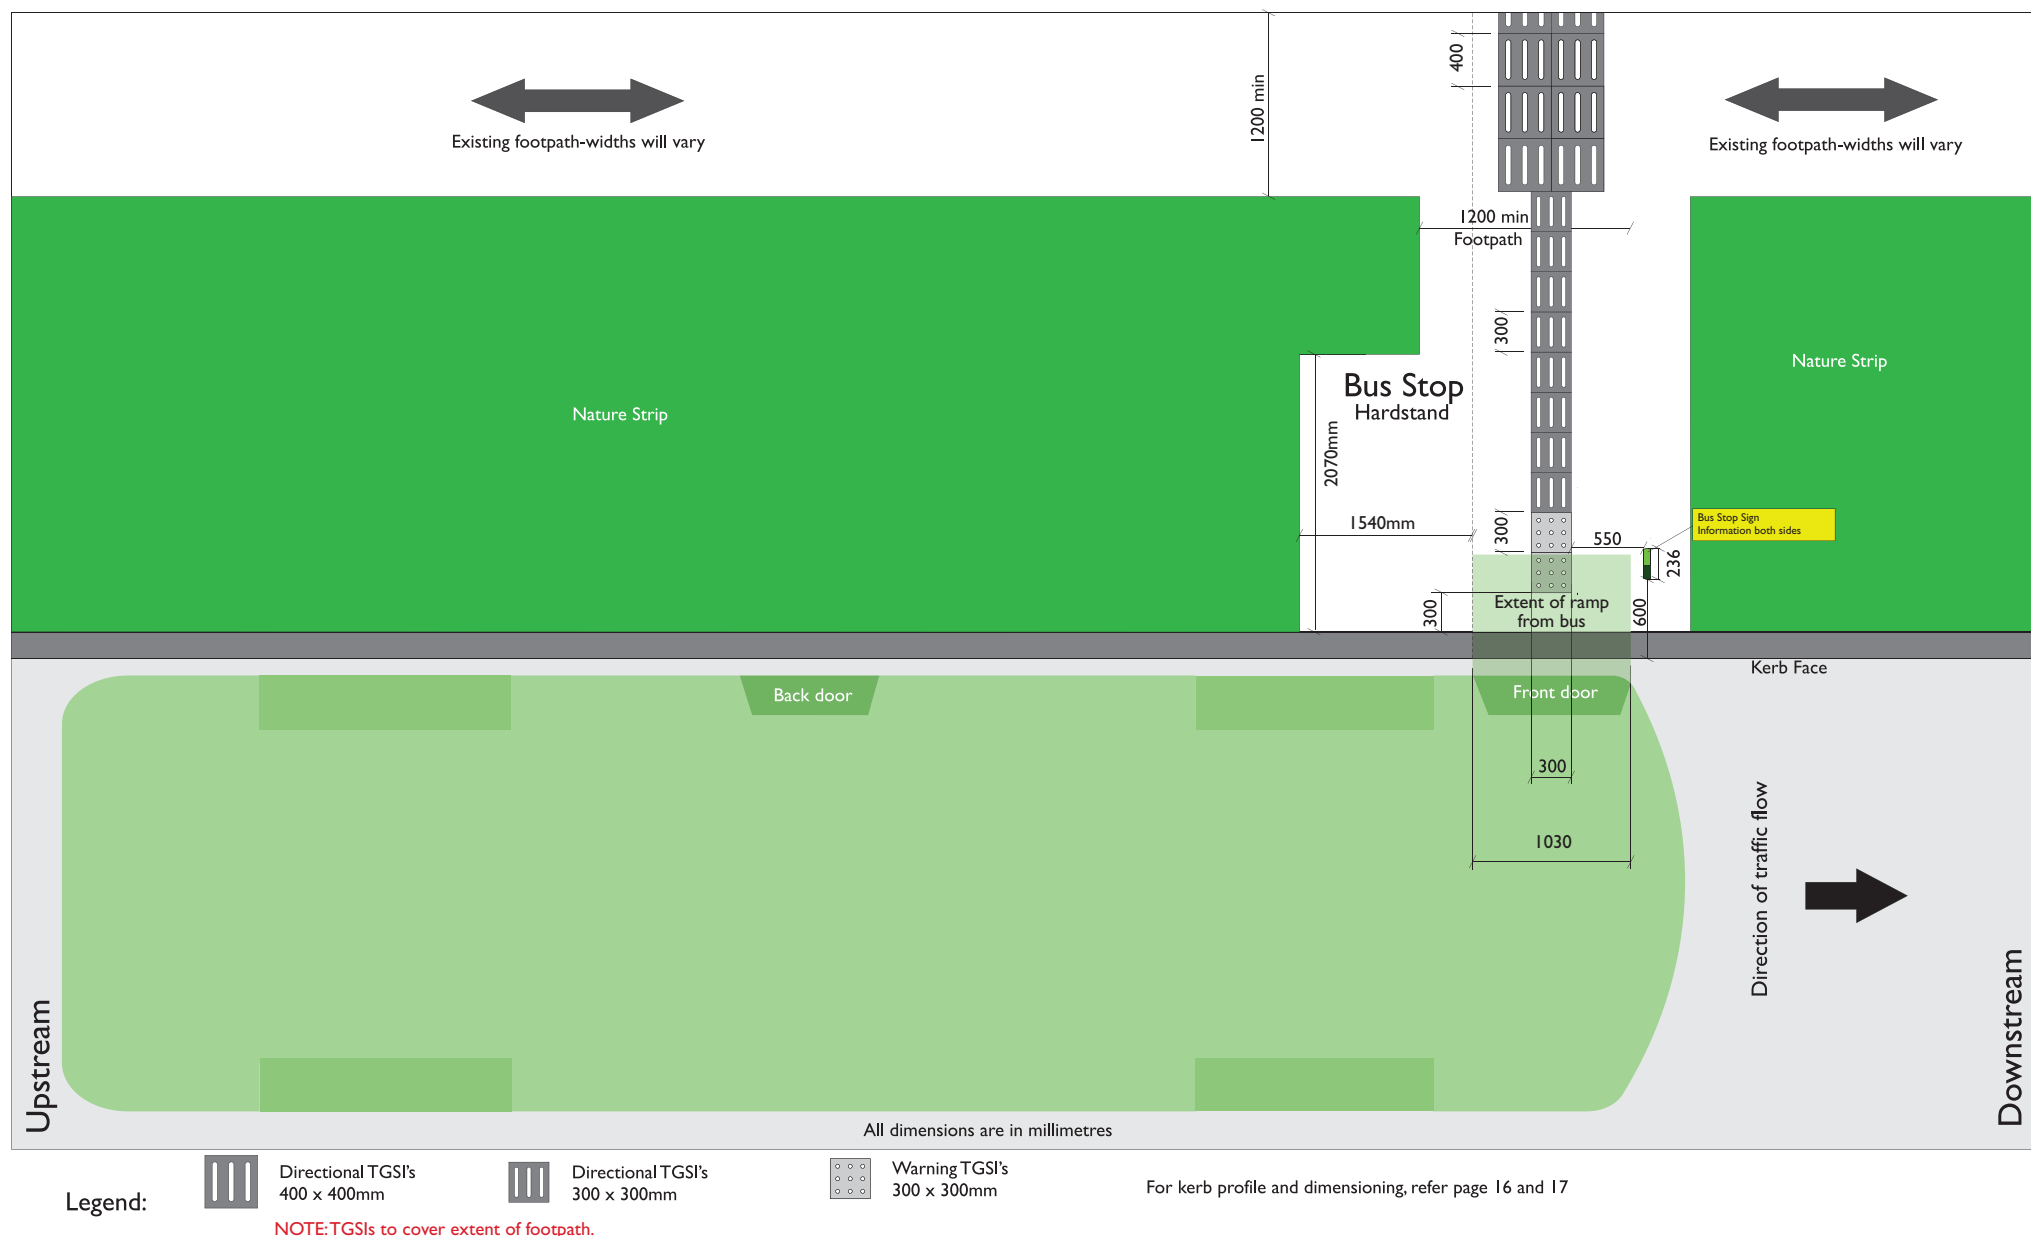 400
1200 min
Existing footpath-widths will vary
Existing footpath-widths will vary
1200 min
Footpath
300
Nature Strip
Bus Stop
Hardstand
Nature Strip
2070mm
1540mm
300
550
Bus Stop Sign
Information both sides
236
300
Extent of ramp
from bus
600
Kerb Face
Back door
Front door
300
1030
Direction of traffic flow
Upstream
Downstream
All dimensions are in millimetres
Legend:
Directional TGSI's
400 x 400mm
Directional TGSI's
300 x 300mm
Warning TGSI's
300 x 300mm
For kerb profile and dimensioning, refer page 16 and 17
NOTE: TGSIs to cover extent of footpath.